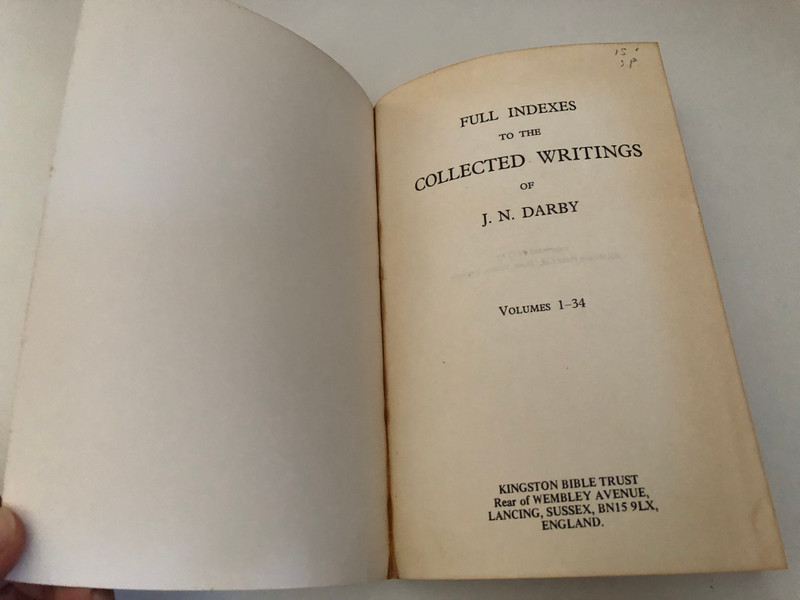 FULL INDEXES
TO THE
COLLECTED WRITINGS
OF
J. N. DARBY
VOLUMES 1–34
KINGSTON BIBLE TRUST
Rear of WEMBLEY AVENUE,
LANCING, SUSSEX, BN15 9LX,
ENGLAND.